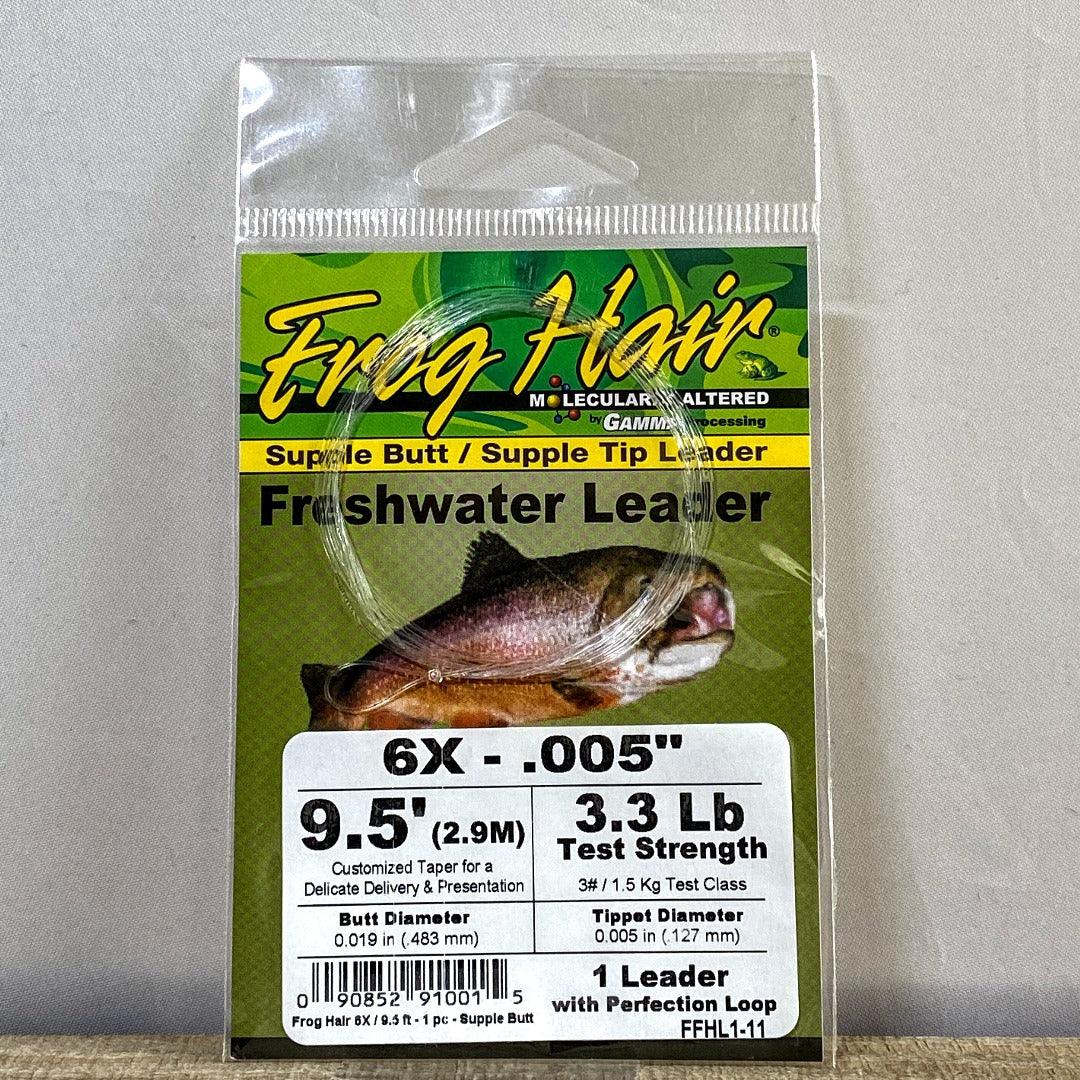 Frog Hair®
MOLECULARLY ALTERED
by GAMMA Processing
Supple Butt / Supple Tip Leader
Freshwater Leader
6X - .005"
9.5' (2.9M)
Customized Taper for a
Delicate Delivery & Presentation
3.3 Lb
Test Strength
3# / 1.5 Kg Test Class
Butt Diameter
0.019 in (.483 mm)
Tippet Diameter
0.005 in (.127 mm)
0 90852 91001 5
Frog Hair 6X / 9.5 ft - 1 pc - Supple Butt
1 Leader
with Perfection Loop
FFHL1-11